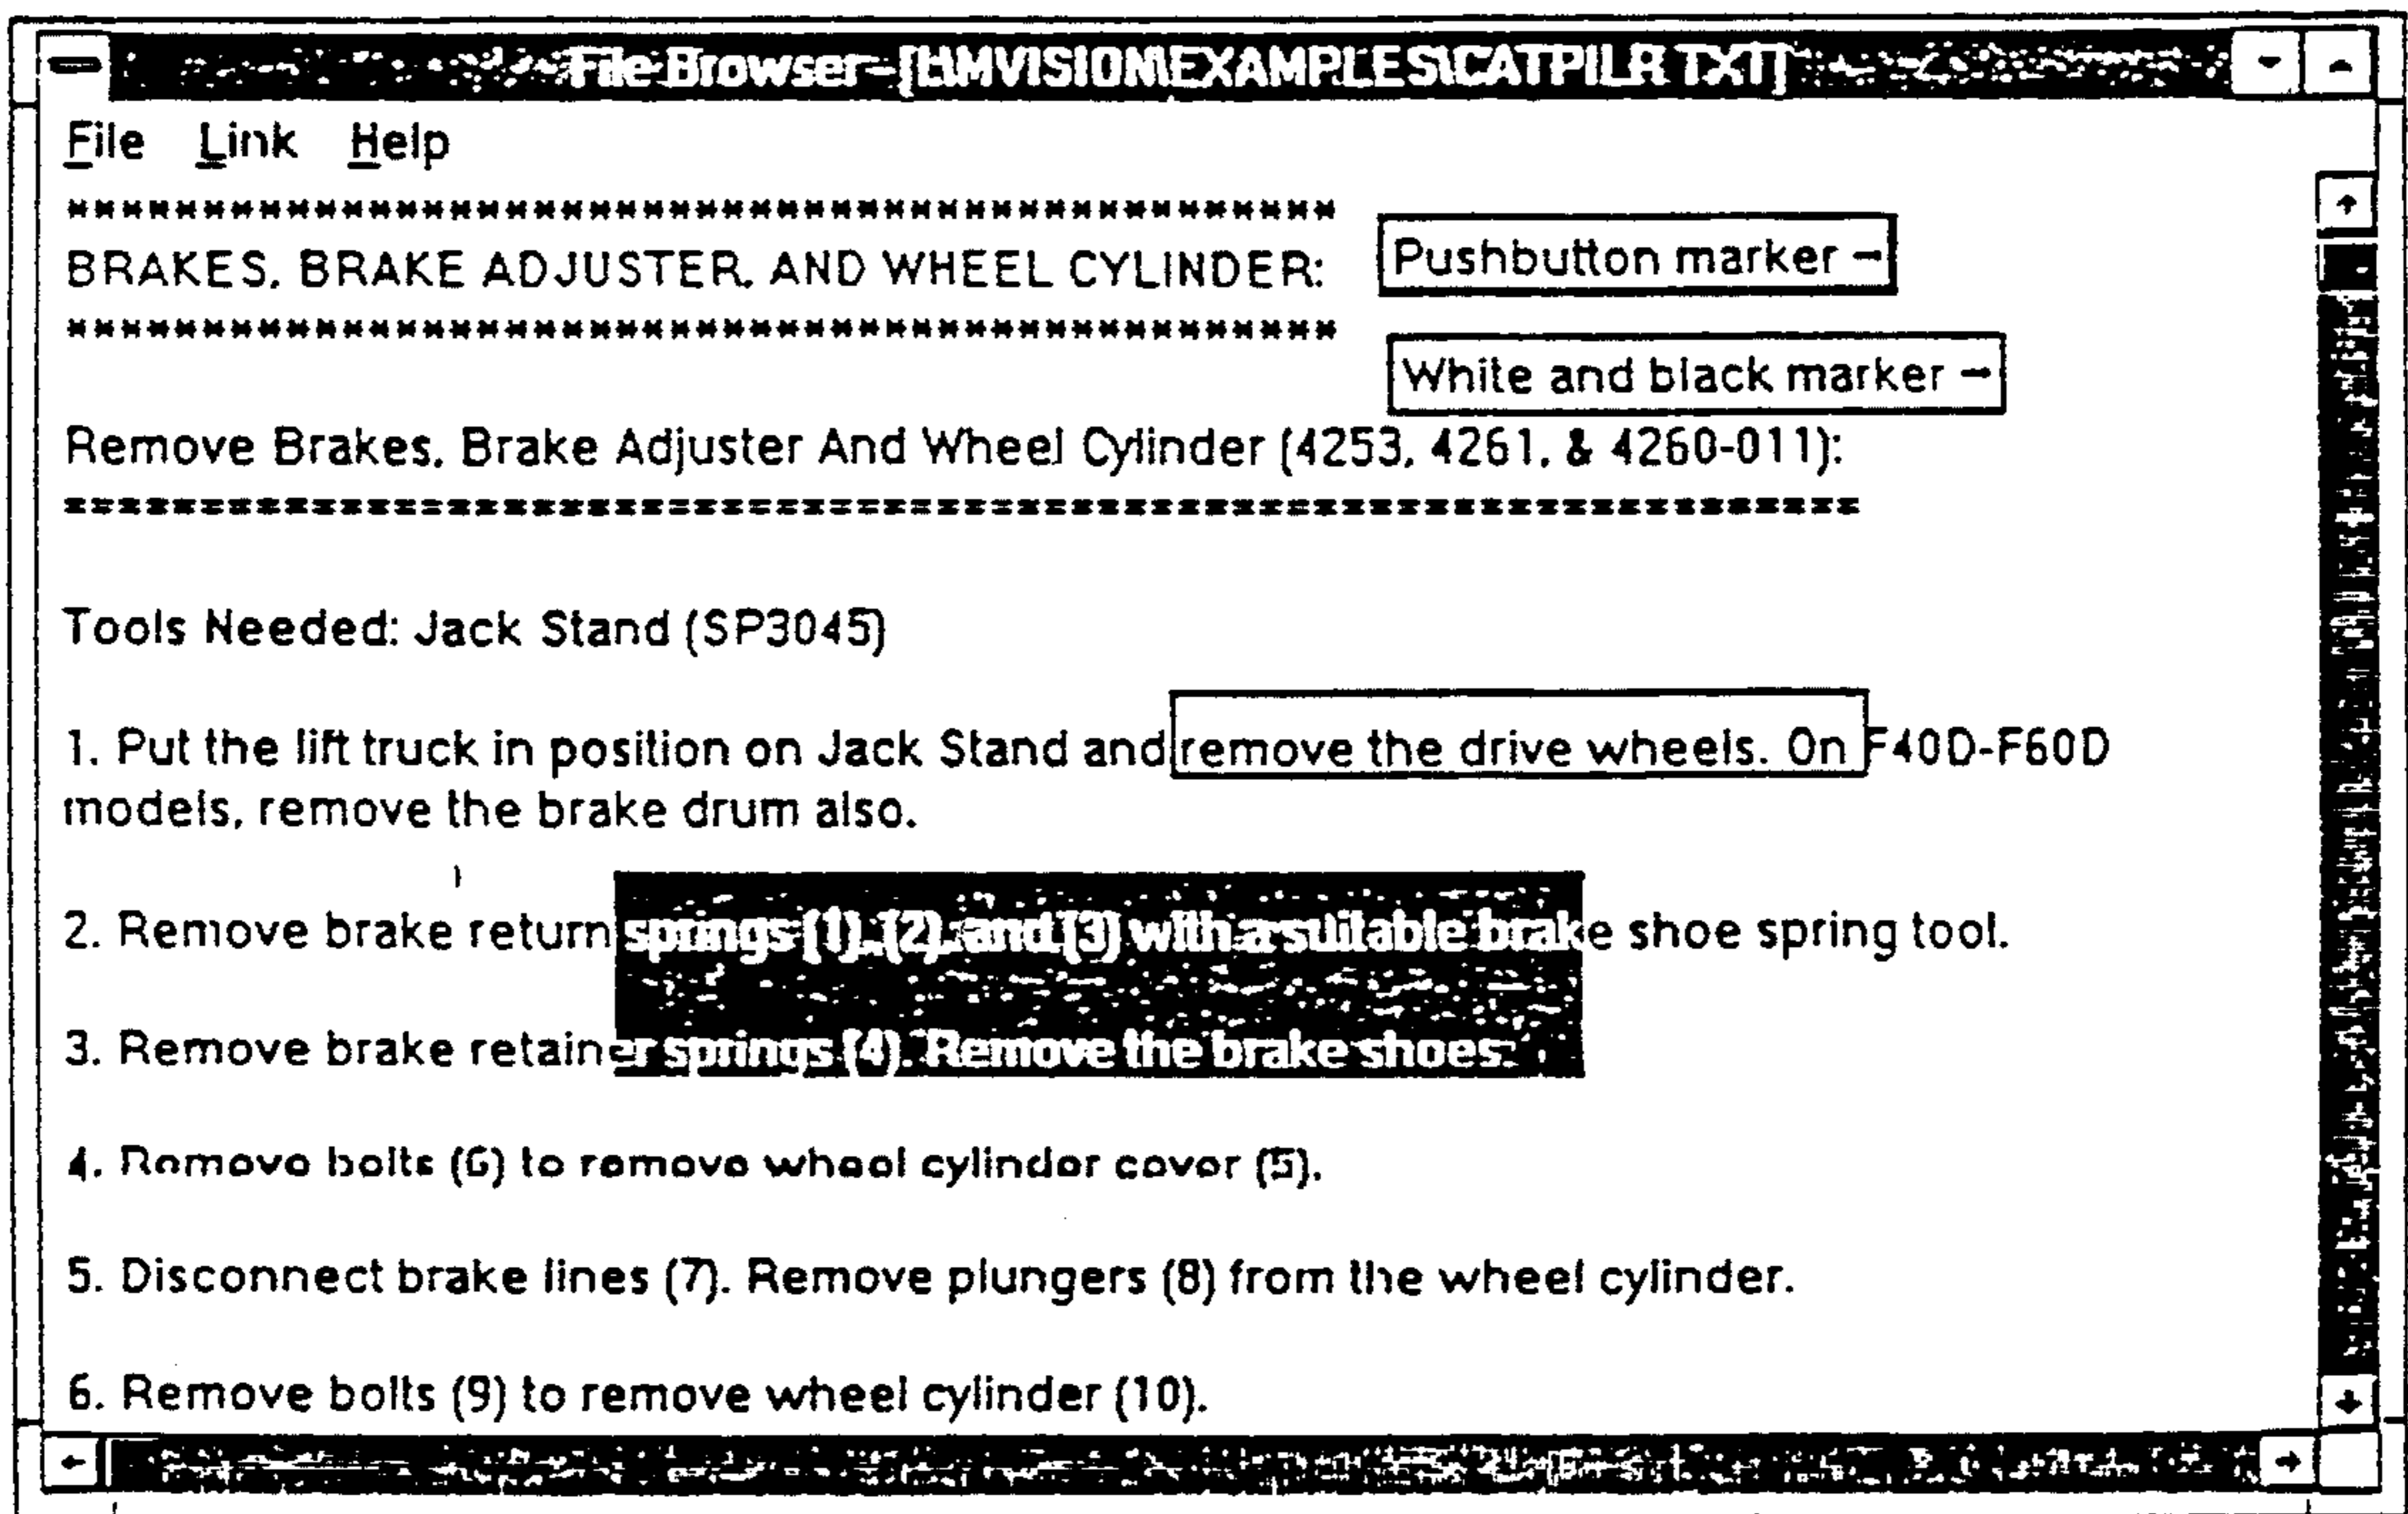 File Browser - [L:\IMVISION\EXAMPLES\CATPILR.TXT]
File Link Help
**********************************************
BRAKES, BRAKE ADJUSTER, AND WHEEL CYLINDER:
Pushbutton marker →
**********************************************
White and black marker →
Remove Brakes, Brake Adjuster And Wheel Cylinder (4253, 4261, & 4260-011):
=================================================================
Tools Needed: Jack Stand (SP3045)
1. Put the lift truck in position on Jack Stand and remove the drive wheels. On F40D-F60D
models, remove the brake drum also.
2. Remove brake return springs (1), (2), and (3) with a suitable brake shoe spring tool.
3. Remove brake retainer springs (4). Remove the brake shoes.
4. Remove bolts (6) to remove wheel cylinder cover (5).
5. Disconnect brake lines (7). Remove plungers (8) from the wheel cylinder.
6. Remove bolts (9) to remove wheel cylinder (10).